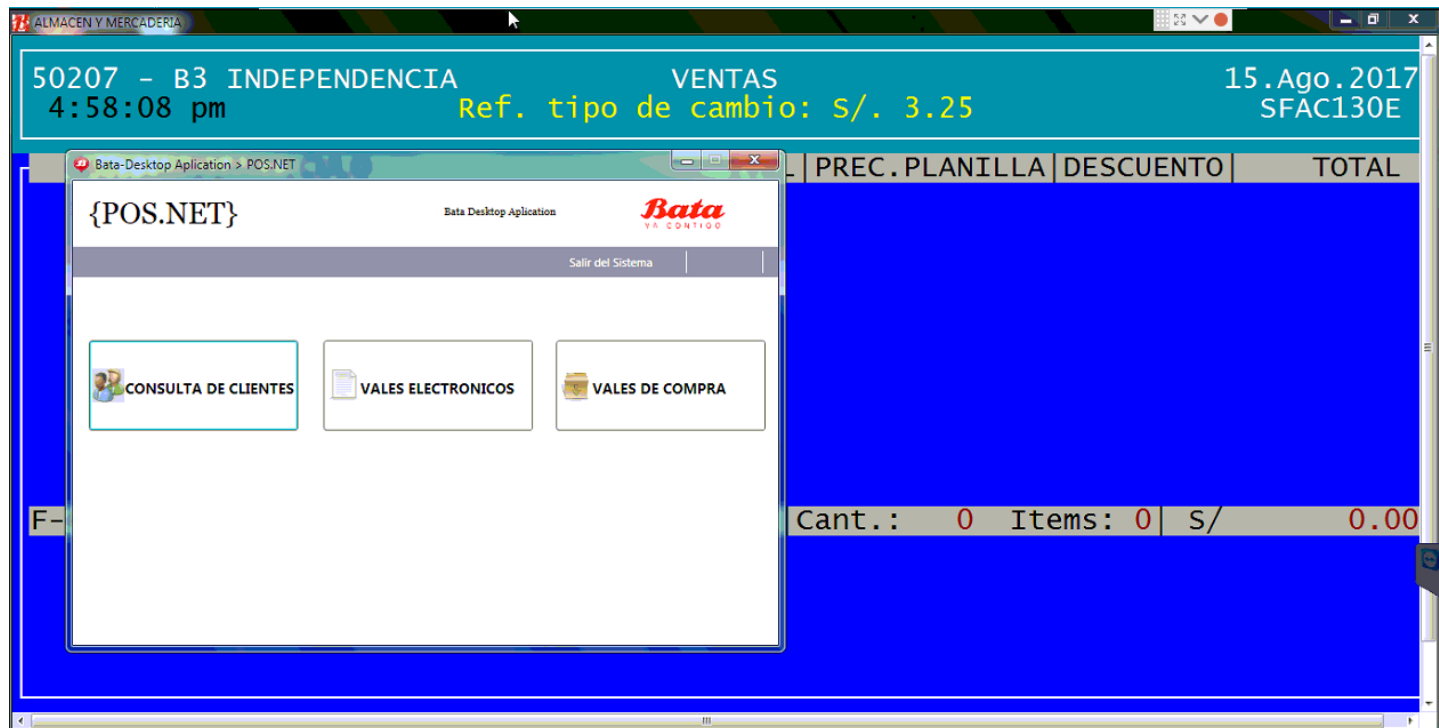 ALMACEN Y MERCADERIA
50207 - B3 INDEPENDENCIA VENTAS 15.Ago.2017
4:58:08 pm Ref. tipo de cambio: S/. 3.25 SFAC130E
PREC.PLANILLA|DESCUENTO| TOTAL
Bata-Desktop Aplication > POS.NET
{POS.NET} Bata Desktop Aplication Bata
YA CONTIGO
Salir del Sistema
CONSULTA DE CLIENTES VALES ELECTRONICOS VALES DE COMPRA
F- Cant.: 0 Items: 0| S/ 0.00